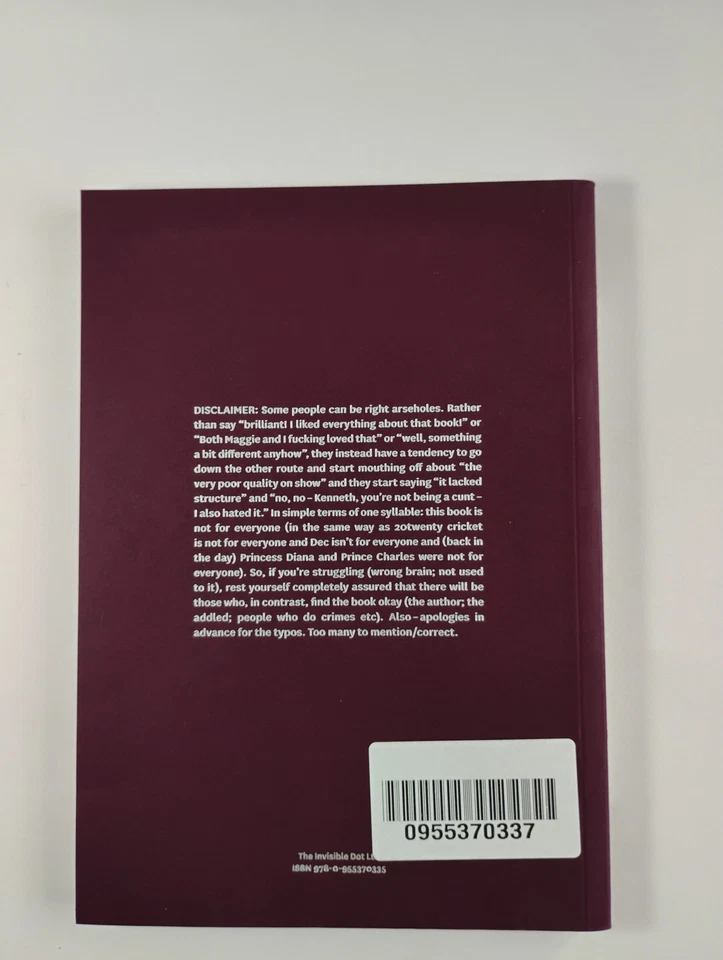 DISCLAIMER: Some people can be right arseholes. Rather
than say “brilliant! I liked everything about that book!” or
“Both Maggie and I fucking loved that” or “well, something
a bit different anyhow”, they instead have a tendency to go
down the other route and start mouthing off about “the
very poor quality on show” and they start saying “it lacked
structure” and “no, no – Kenneth, you’re not being a cunt –
I also hated it.” In simple terms of one syllable: this book is
not for everyone (in the same way as 20twenty cricket
is not for everyone and Dec isn’t for everyone and (back in
the day) Princess Diana and Prince Charles were not for
everyone). So, if you’re struggling (wrong brain; not used
to it), rest yourself completely assured that there will be
those who, in contrast, find the book okay (the author; the
addled; people who do crimes etc). Also – apologies in
advance for the typos. Too many to mention/correct.
0955370337
The Invisible Dot
ISBN 978-0-955370335